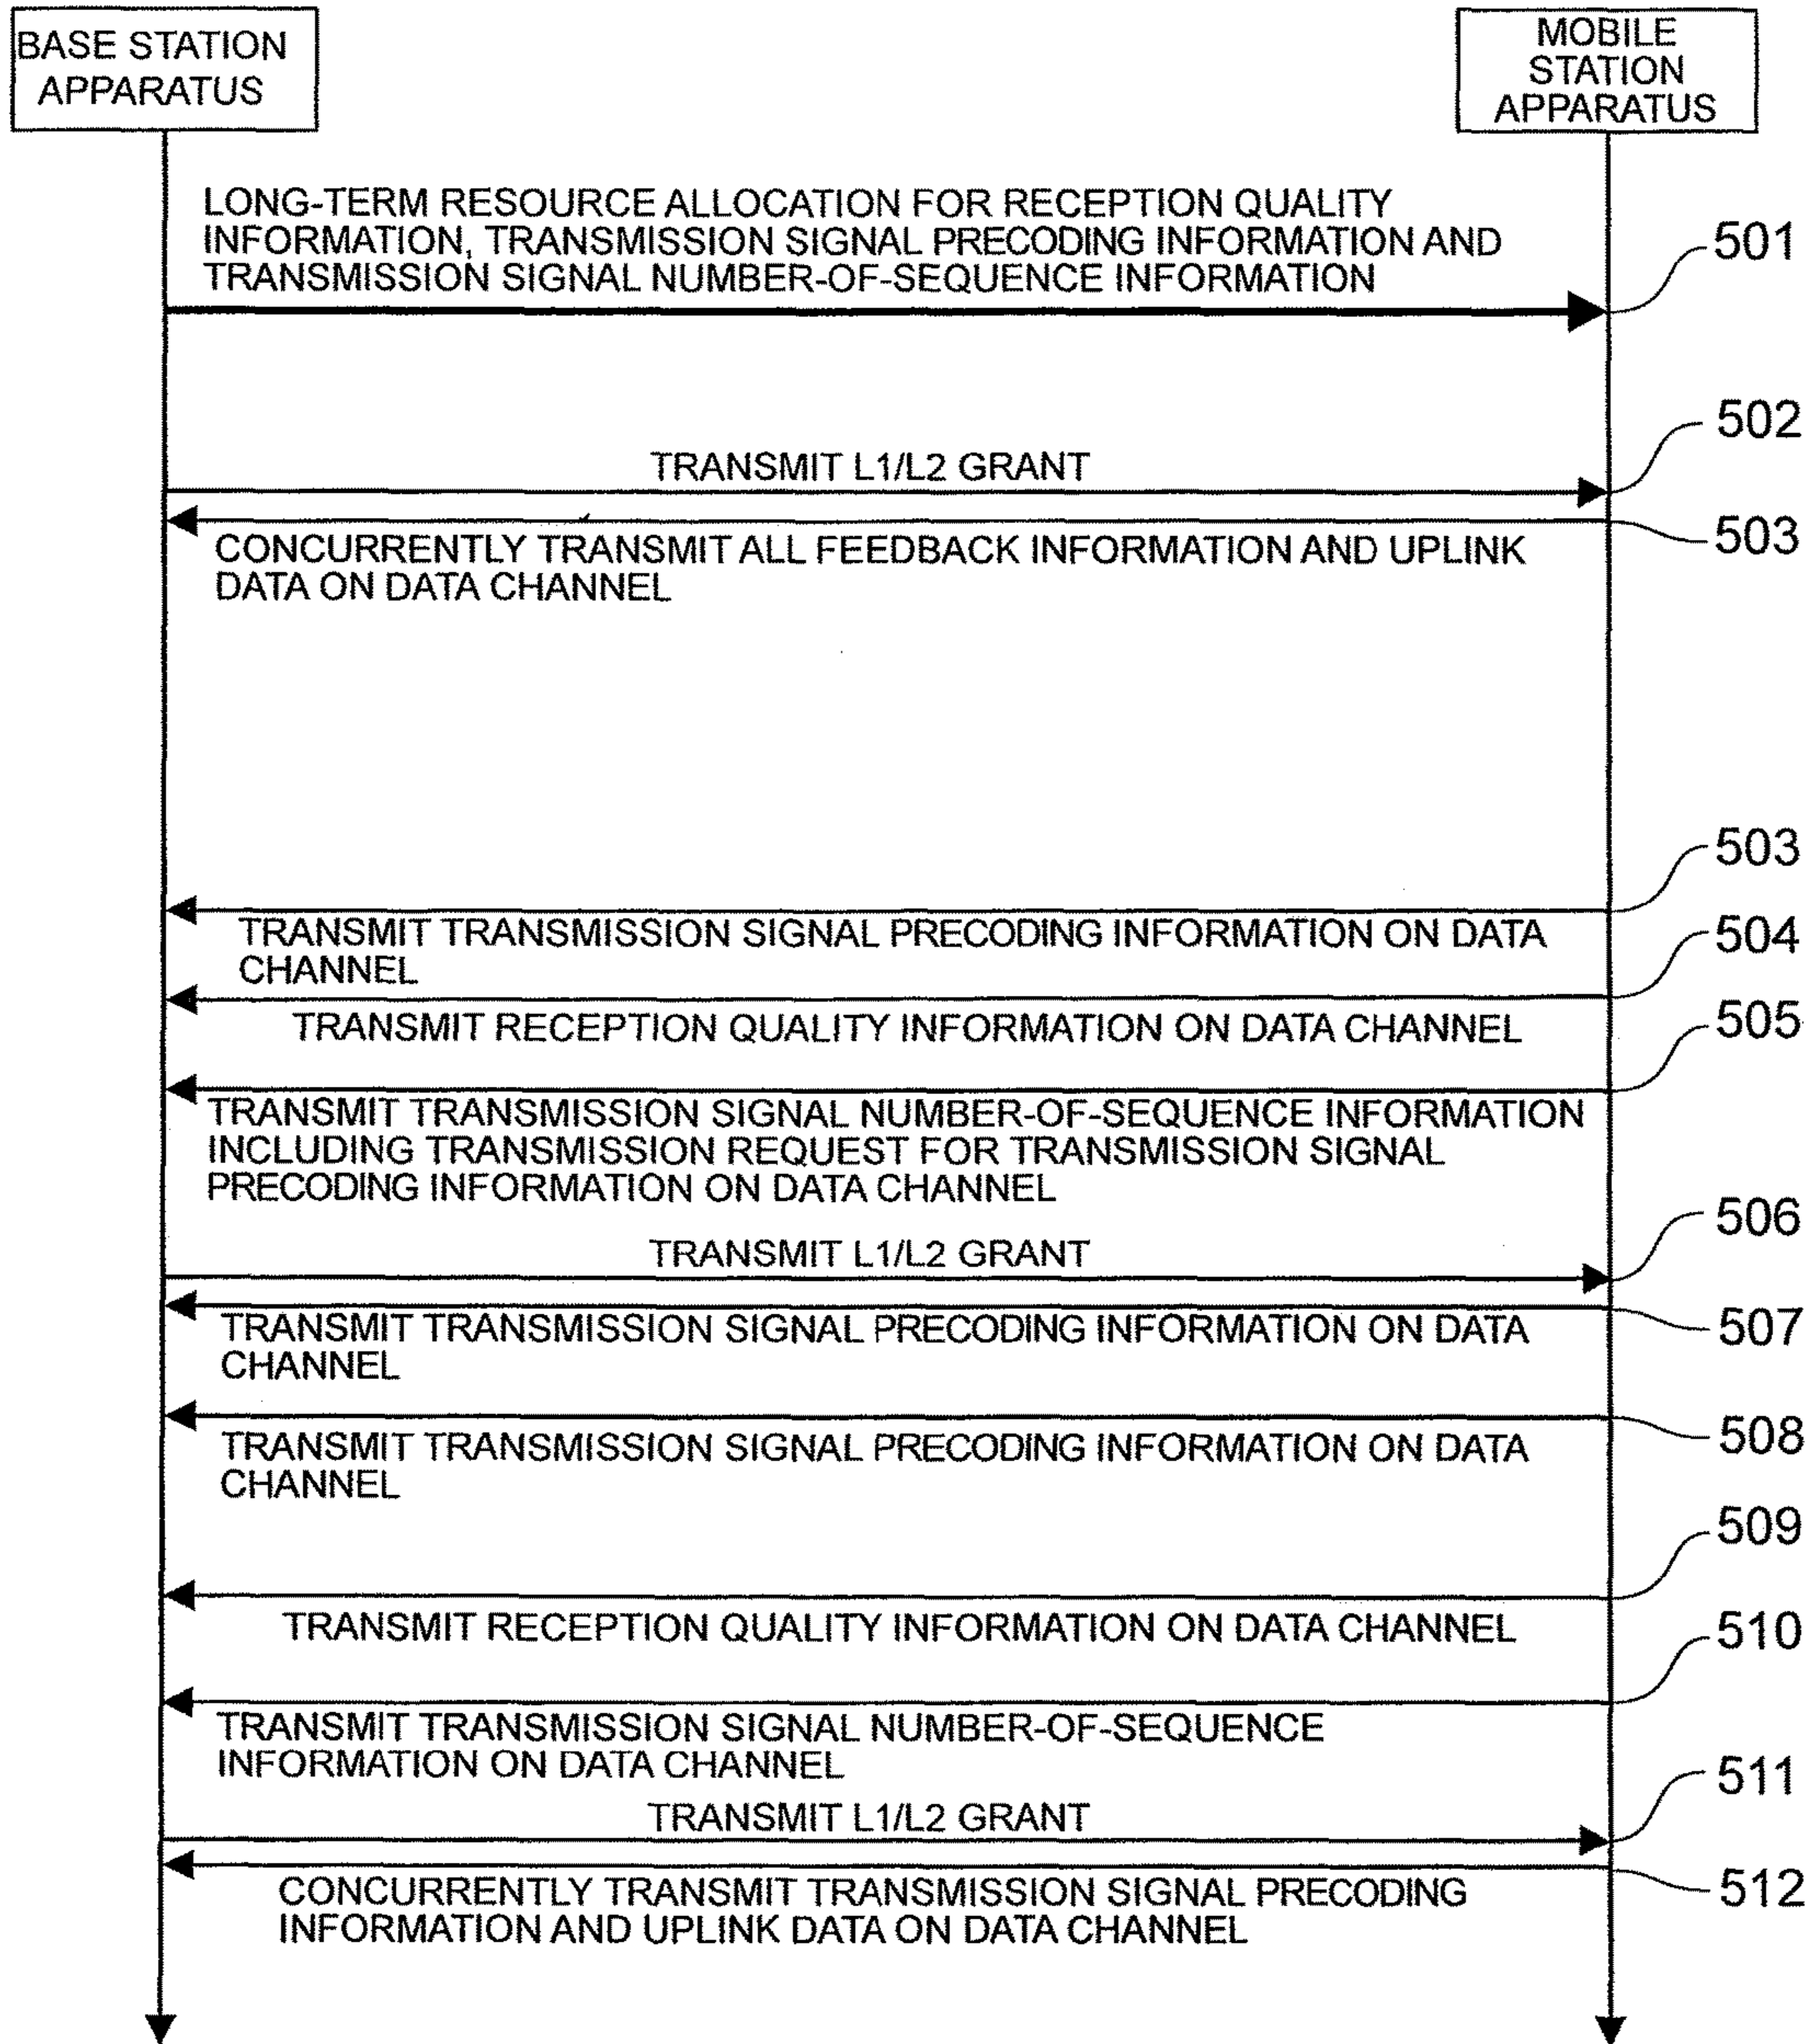 BASE STATION
APPARATUS
MOBILE
STATION
APPARATUS
LONG-TERM RESOURCE ALLOCATION FOR RECEPTION QUALITY
INFORMATION, TRANSMISSION SIGNAL PRECODING INFORMATION AND
TRANSMISSION SIGNAL NUMBER-OF-SEQUENCE INFORMATION
501
502
TRANSMIT L1/L2 GRANT
503
CONCURRENTLY TRANSMIT ALL FEEDBACK INFORMATION AND UPLINK
DATA ON DATA CHANNEL
503
TRANSMIT TRANSMISSION SIGNAL PRECODING INFORMATION ON DATA
CHANNEL
504
TRANSMIT RECEPTION QUALITY INFORMATION ON DATA CHANNEL
505
TRANSMIT TRANSMISSION SIGNAL NUMBER-OF-SEQUENCE INFORMATION
INCLUDING TRANSMISSION REQUEST FOR TRANSMISSION SIGNAL
PRECODING INFORMATION ON DATA CHANNEL
506
TRANSMIT L1/L2 GRANT
507
TRANSMIT TRANSMISSION SIGNAL PRECODING INFORMATION ON DATA
CHANNEL
508
TRANSMIT TRANSMISSION SIGNAL PRECODING INFORMATION ON DATA
CHANNEL
509
TRANSMIT RECEPTION QUALITY INFORMATION ON DATA CHANNEL
510
TRANSMIT TRANSMISSION SIGNAL NUMBER-OF-SEQUENCE
INFORMATION ON DATA CHANNEL
511
TRANSMIT L1/L2 GRANT
512
CONCURRENTLY TRANSMIT TRANSMISSION SIGNAL PRECODING
INFORMATION AND UPLINK DATA ON DATA CHANNEL